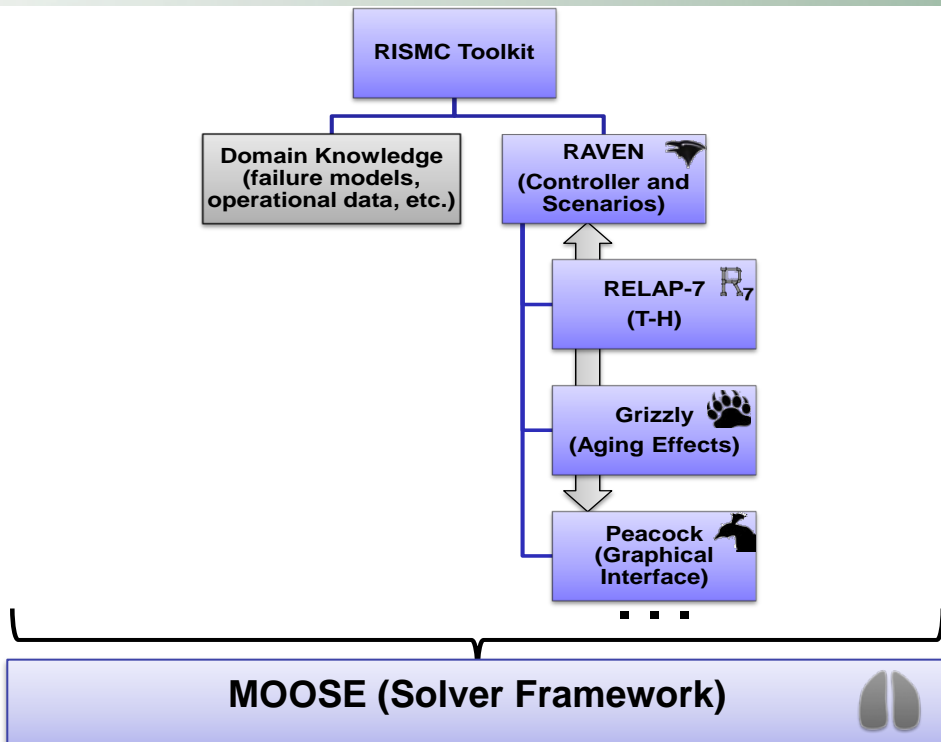 RISMC Toolkit
Domain Knowledge
(failure models,
operational data, etc.)
RAVEN
(Controller and
Scenarios)
RELAP-7
R7
(T-H)
Grizzly
(Aging Effects)
Peacock
(Graphical
Interface)
. . .
MOOSE (Solver Framework)